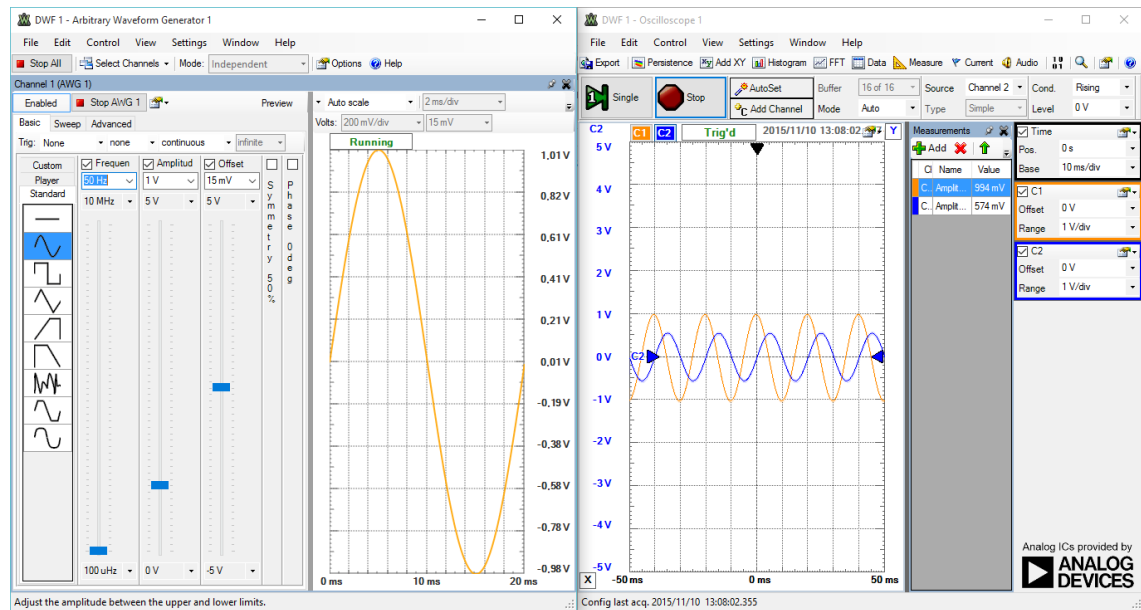 DWF 1 - Arbitrary Waveform Generator 1
File Edit Control View Settings Window Help
Stop All Select Channels Mode: Independent Options Help
Channel 1 (AWG 1)
Enabled Stop AWG 1 Preview
Basic Sweep Advanced
Trig: None none continuous infinite
Custom
Player
Standard
Frequen Amplitud Offset
50 Hz 1 V 15 mV
10 MHz 5 V 5 V
100 uHz 0 V -5 V
Symmetry 50%
Phase 0 deg
Auto scale 2 ms/div
Volts: 200 mV/div 15 mV
Running
1,01 V
0,82 V
0,61 V
0,41 V
0,21 V
0,01 V
-0,19 V
-0,38 V
-0,58 V
-0,78 V
-0,98 V
0 ms 10 ms 20 ms
Adjust the amplitude between the upper and lower limits.
DWF 1 - Oscilloscope 1
File Edit Control View Settings Window Help
Export Persistence Add XY Histogram FFT Data Measure Current Audio
Single Stop AutoSet Buffer 16 of 16 Source Channel 2 Cond. Rising
Add Channel Mode Auto Type Simple Level 0 V
C2 C1 C2 Trig'd 2015/11/10 13:08:02 Y
5 V
4 V
3 V
2 V
1 V
0 V C2
-1 V
-2 V
-3 V
-4 V
-5 V
X -50 ms 0 ms 50 ms
Measurements
Add
Cl Name Value
C.. Amplit... 994 mV
C.. Amplit... 574 mV
Time
Pos. 0 s
Base 10 ms/div
C1
Offset 0 V
Range 1 V/div
C2
Offset 0 V
Range 1 V/div
Analog ICs provided by
ANALOG
DEVICES
Config last acq. 2015/11/10 13:08:02.355